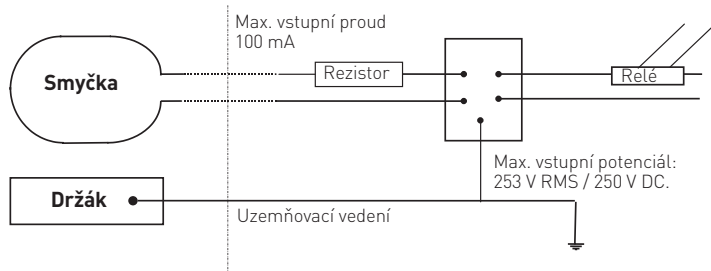 Max. vstupní proud
100 mA
Smyčka
Rezistor
Relé
Max. vstupní potenciál:
253 V RMS / 250 V DC.
Držák
Uzemňovací vedení